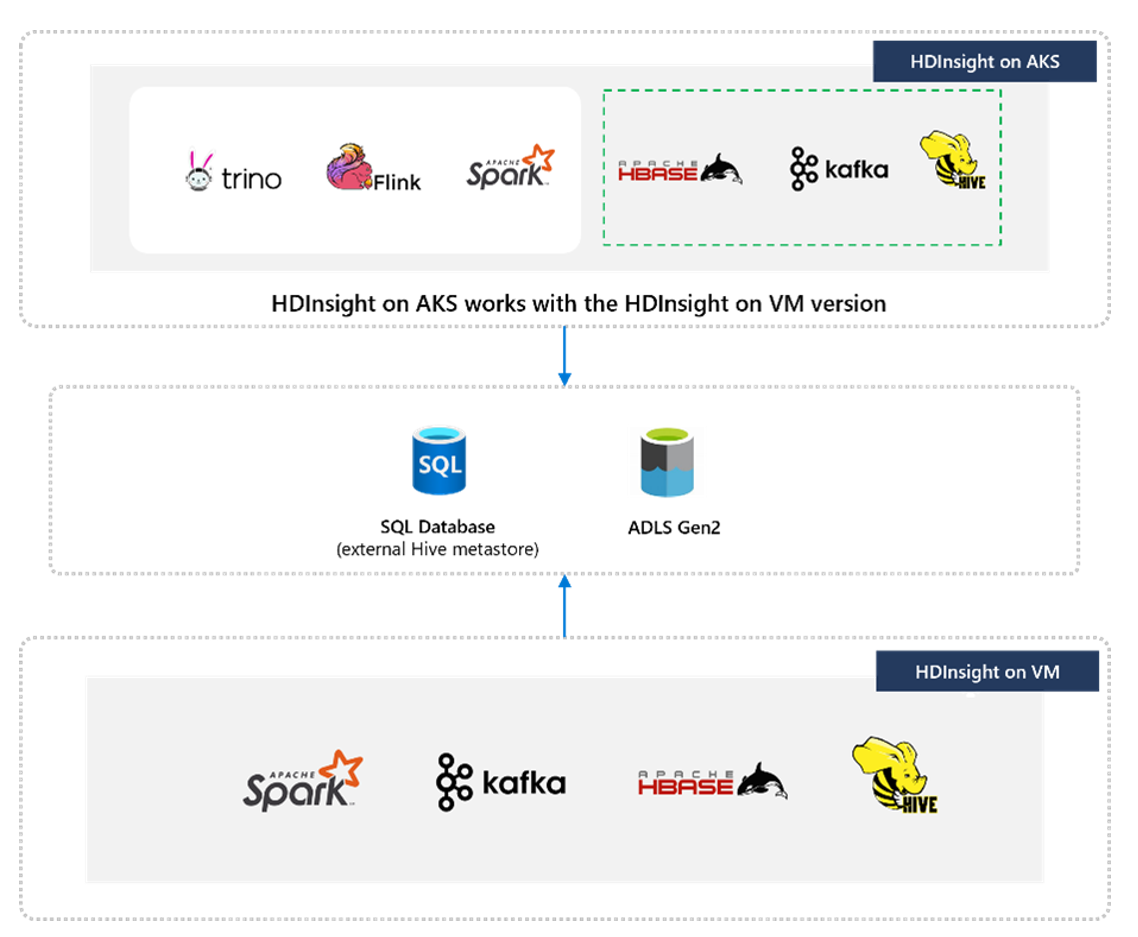 HDInsight on AKS
trino
Flink
APACHE
Spark
APACHE
HBASE
kafka
HIVE
HDInsight on AKS works with the HDInsight on VM version
SQL
SQL Database
(external Hive metastore)
ADLS Gen2
HDInsight on VM
APACHE
Spark
kafka
APACHE
HBASE
HIVE